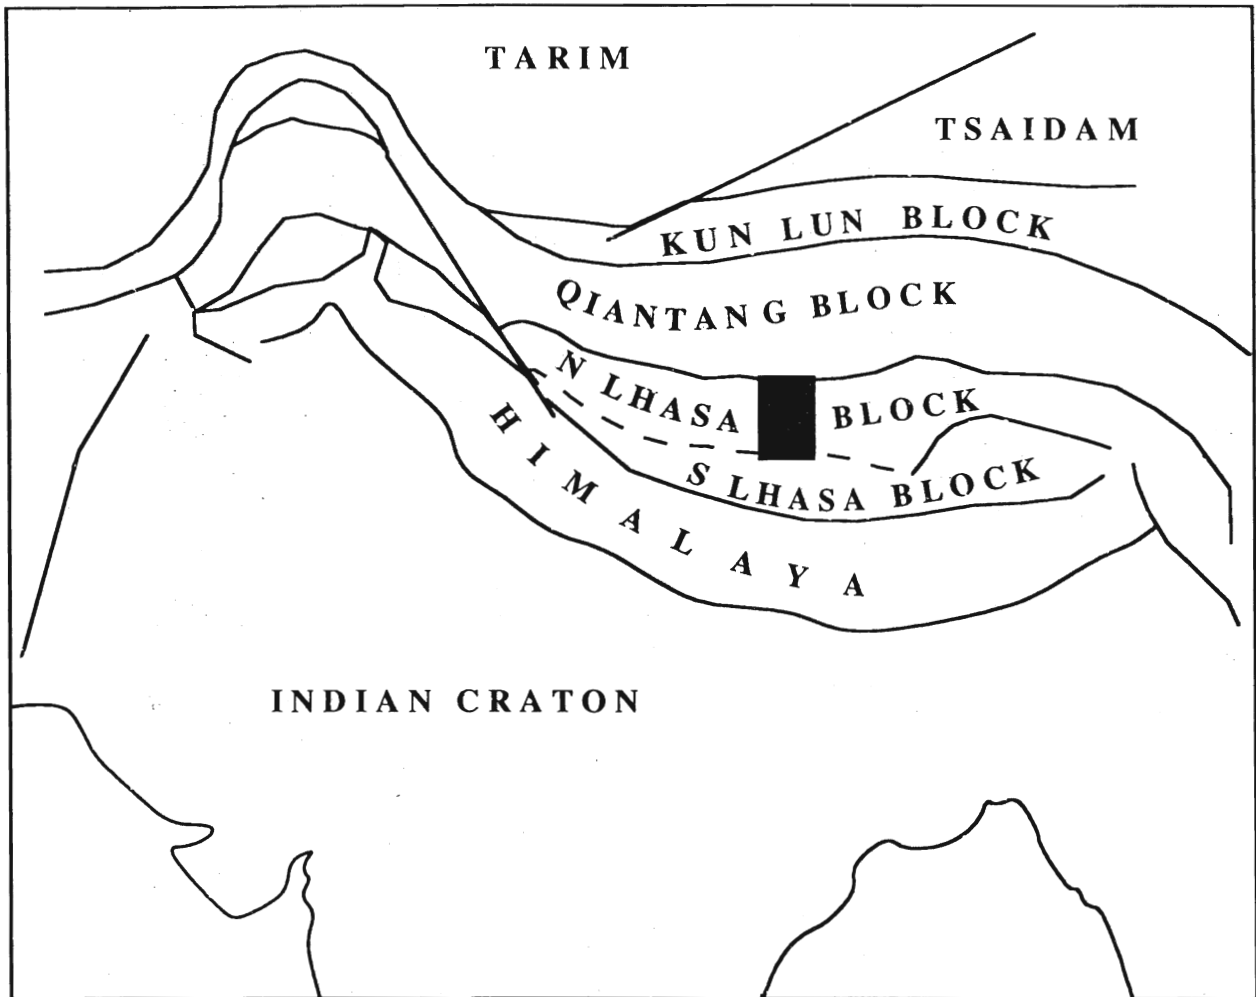 TARIM
TSAIDAM
KUN LUN BLOCK
QIANTANG BLOCK
N LHASA BLOCK
S LHASA BLOCK
HIMALAYA
INDIAN CRATON